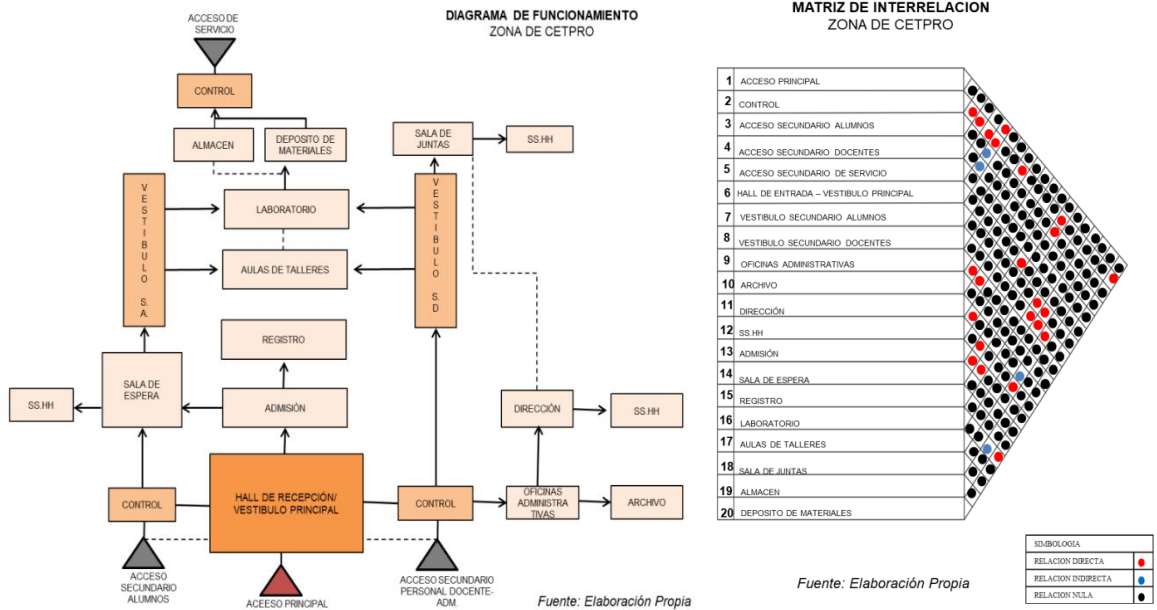 DIAGRAMA DE FUNCIONAMIENTO
ZONA DE CETPRO
ACCESO DE
SERVICIO
CONTROL
ALMACEN
DEPOSITO DE
MATERIALES
SALA DE
JUNTAS
SS.HH
VESTIBULO S.A.
LABORATORIO
VESTIBULO S.D
AULAS DE TALLERES
REGISTRO
SS.HH
SALA DE
ESPERA
ADMISIÓN
DIRECCIÓN
SS.HH
CONTROL
HALL DE RECEPCIÓN/
VESTIBULO PRINCIPAL
CONTROL
OFICINAS
ADMINISTRA
TIVAS
ARCHIVO
ACCESO
SECUNDARIO
ALUMNOS
ACEESO PRINCIPAL
ACCESO SECUNDARIO
PERSONAL DOCENTE-
ADM.
Fuente: Elaboración Propia
MATRIZ DE INTERRELACION
ZONA DE CETPRO
1 ACCESO PRINCIPAL
2 CONTROL
3 ACCESO SECUNDARIO ALUMNOS
4 ACCESO SECUNDARIO DOCENTES
5 ACCESO SECUNDARIO DE SERVICIO
6 HALL DE ENTRADA – VESTIBULO PRINCIPAL
7 VESTIBULO SECUNDARIO ALUMNOS
8 VESTIBULO SECUNDARIO DOCENTES
9 OFICINAS ADMINISTRATIVAS
10 ARCHIVO
11 DIRECCIÓN
12 SS.HH
13 ADMISIÓN
14 SALA DE ESPERA
15 REGISTRO
16 LABORATORIO
17 AULAS DE TALLERES
18 SALA DE JUNTAS
19 ALMACEN
20 DEPOSITO DE MATERIALES
Fuente: Elaboración Propia
SIMBOLOGIA
RELACION DIRECTA
RELACION INDIRECTA
RELACION NULA